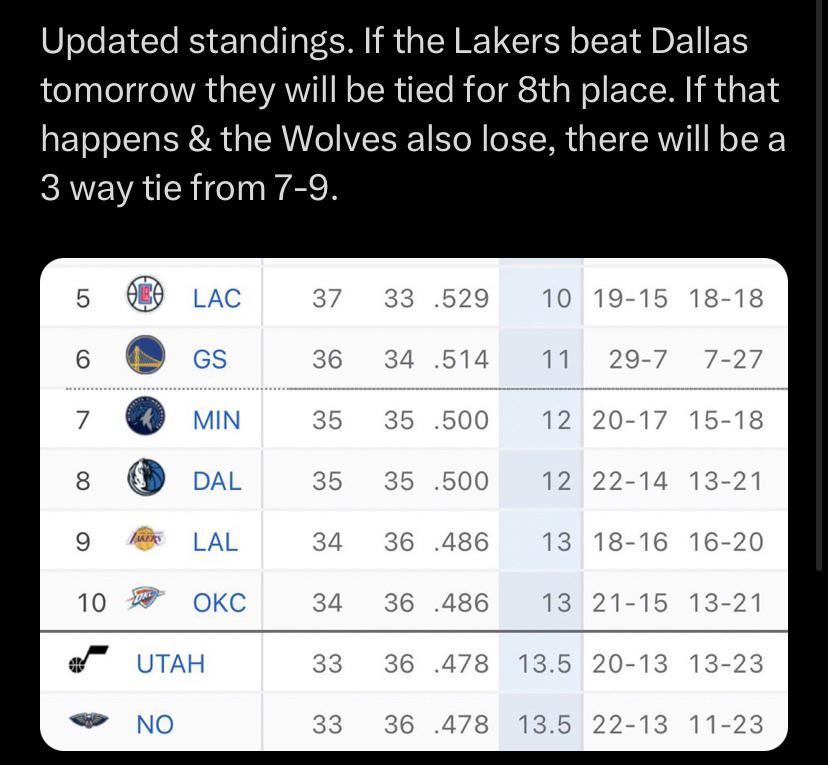 Updated standings. If the Lakers beat Dallas
tomorrow they will be tied for 8th place. If that
happens & the Wolves also lose, there will be a
3 way tie from 7-9.
5 LAC 37 33 .529 10 19-15 18-18
6 GS 36 34 .514 11 29-7 7-27
7 MIN 35 35 .500 12 20-17 15-18
8 DAL 35 35 .500 12 22-14 13-21
9 LAKERS LAL 34 36 .486 13 18-16 16-20
10 OKC OKC 34 36 .486 13 21-15 13-21
UTAH 33 36 .478 13.5 20-13 13-23
NO 33 36 .478 13.5 22-13 11-23